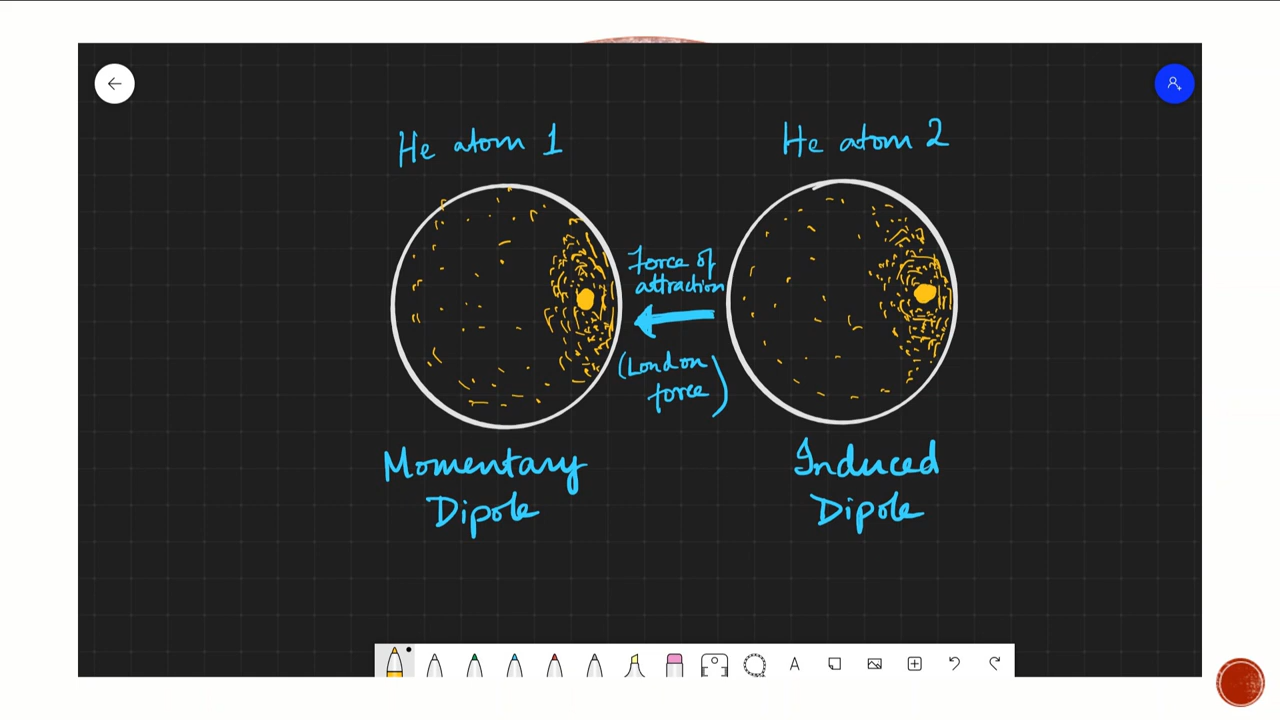 He atom 1
He atom 2
Force of
attraction
(London
force)
Momentary
Dipole
Induced
Dipole
A